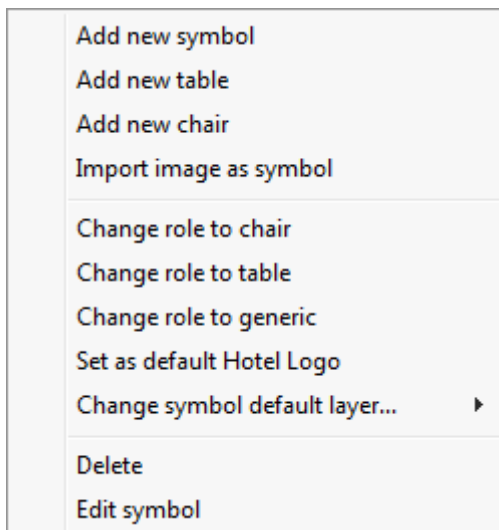 Add new symbol
Add new table
Add new chair
Import image as symbol
Change role to chair
Change role to table
Change role to generic
Set as default Hotel Logo
Change symbol default layer...
Delete
Edit symbol